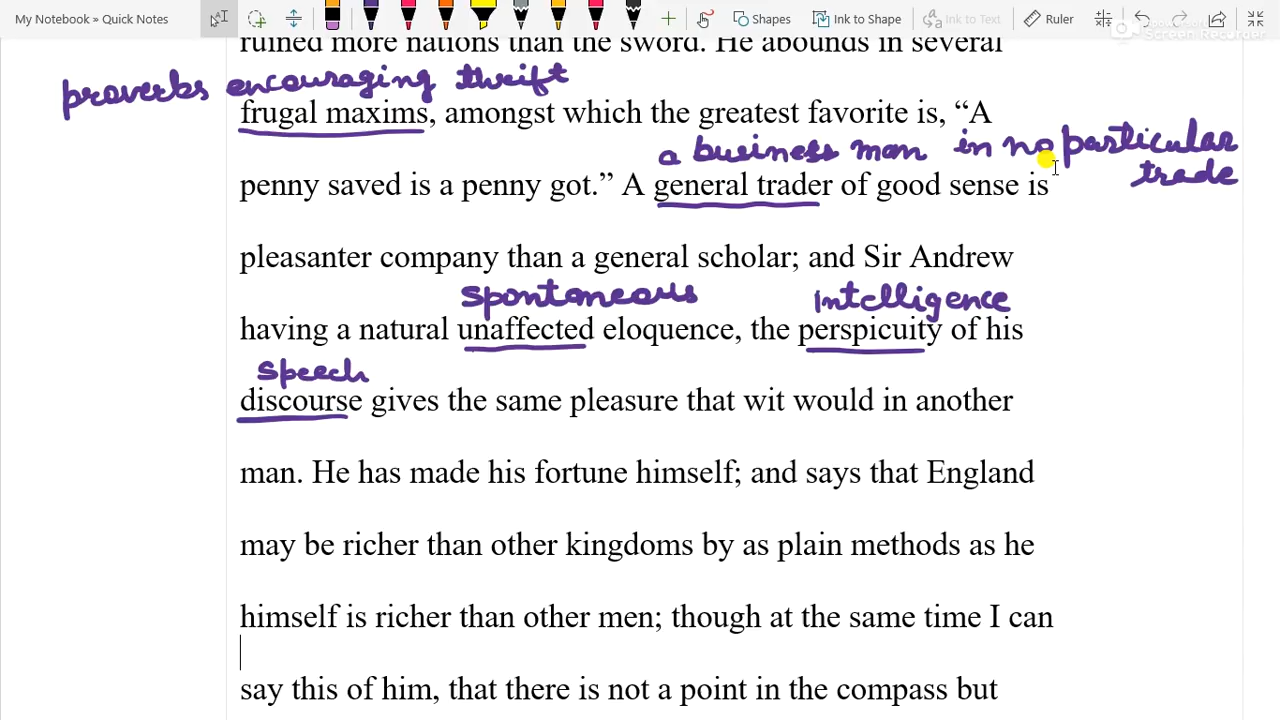 My Notebook » Quick Notes
Shapes
Ink to Shape
Ink to Text
Ruler
Screen Recorder
ruined more nations than the sword. He abounds in several
proverbs encouraging thrift
frugal maxims, amongst which the greatest favorite is, “A
a business man in no particular
trade
penny saved is a penny got.” A general trader of good sense is
pleasanter company than a general scholar; and Sir Andrew
spontaneous intelligence
having a natural unaffected eloquence, the perspicuity of his
speech
discourse gives the same pleasure that wit would in another
man. He has made his fortune himself; and says that England
may be richer than other kingdoms by as plain methods as he
himself is richer than other men; though at the same time I can
say this of him, that there is not a point in the compass but